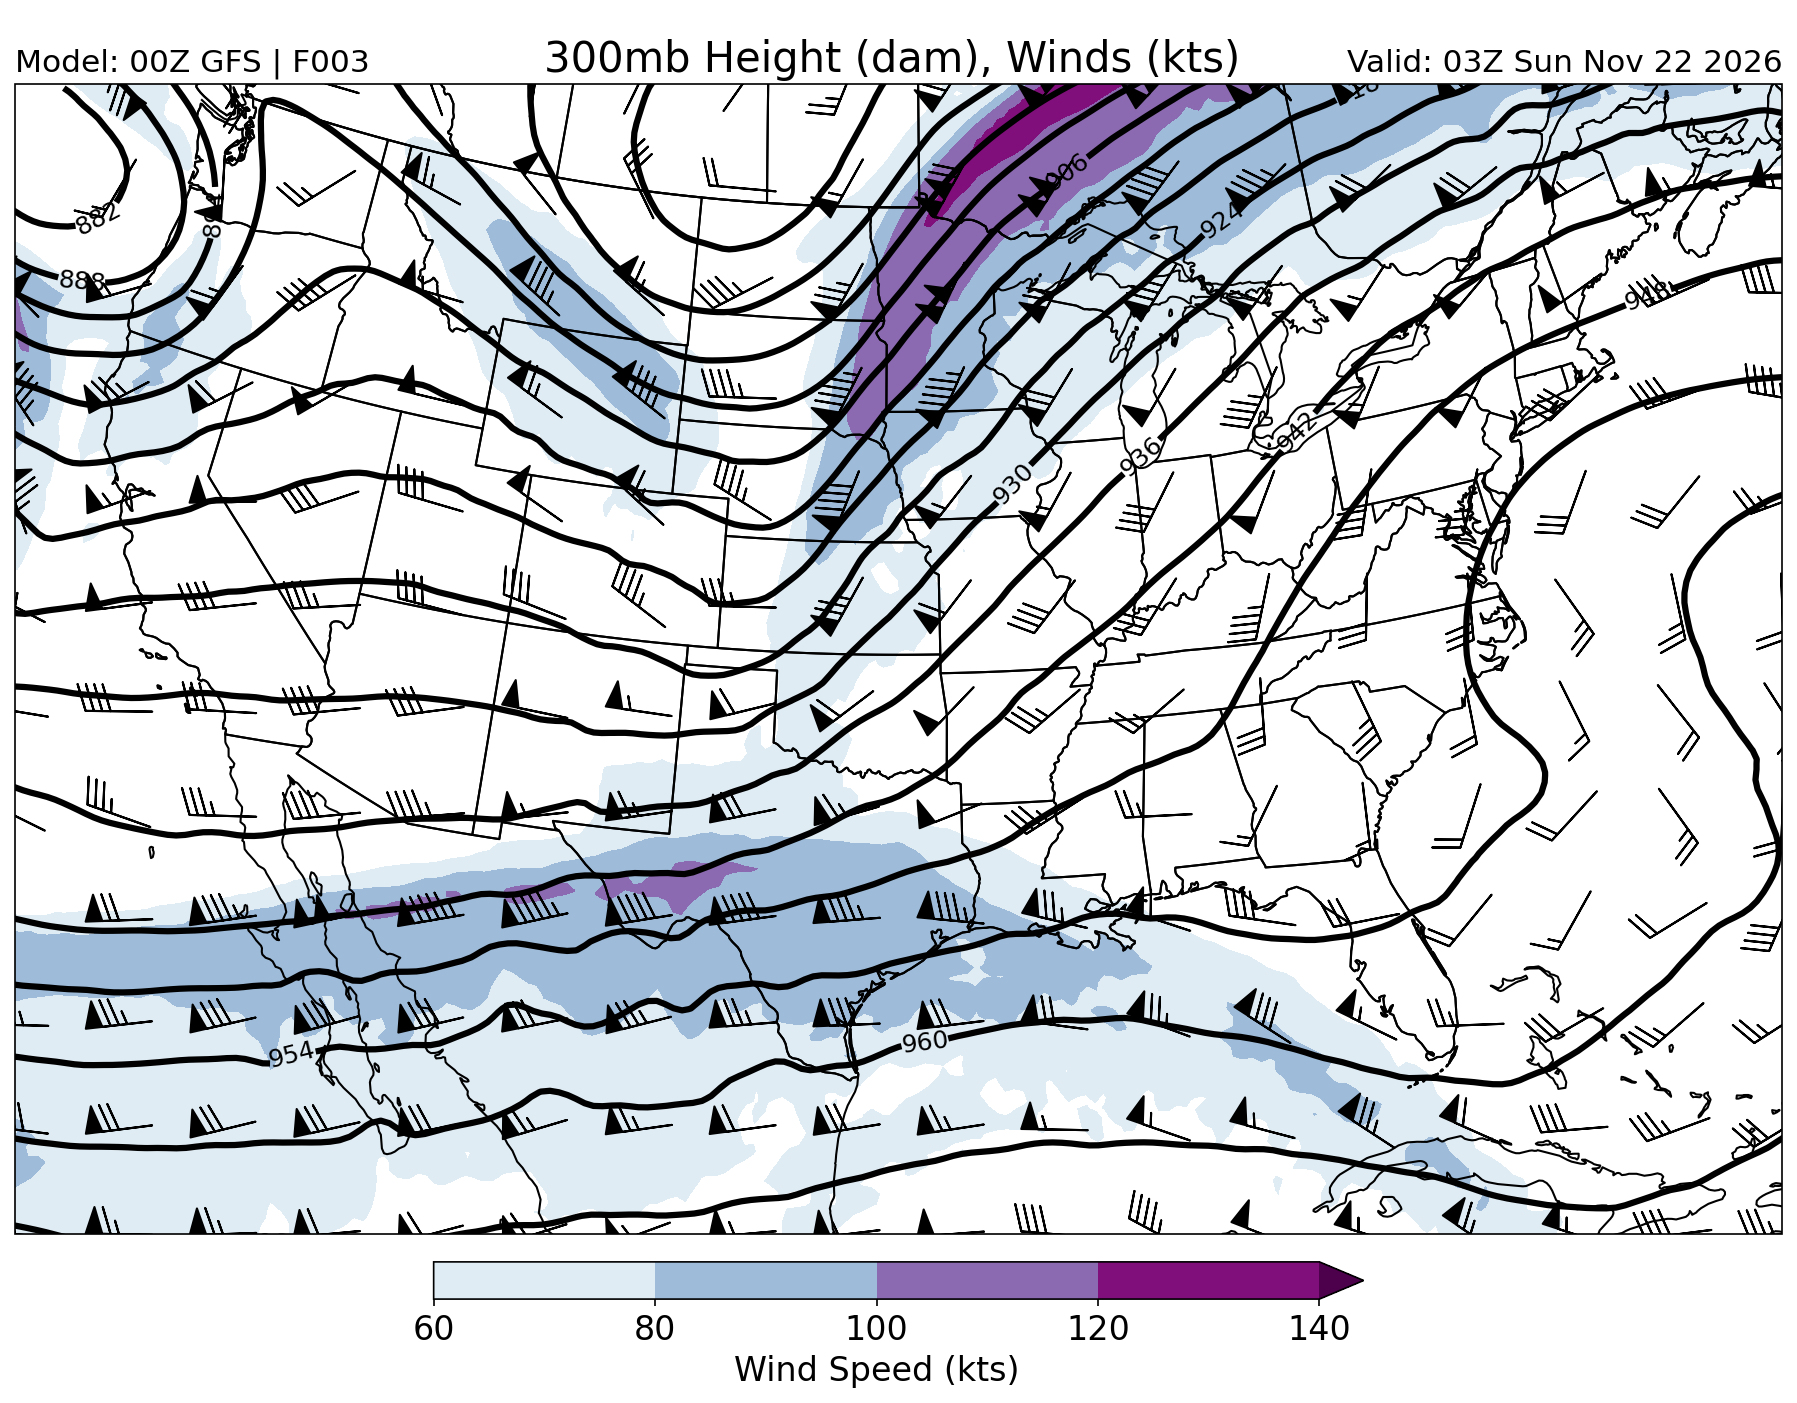 Model: 00Z GFS | F003
300mb Height (dam), Winds (kts)
Valid: 03Z Sun Nov 22 2026
906
882
924
888
948
942
936
930
960
954
60 80 100 120 140
Wind Speed (kts)